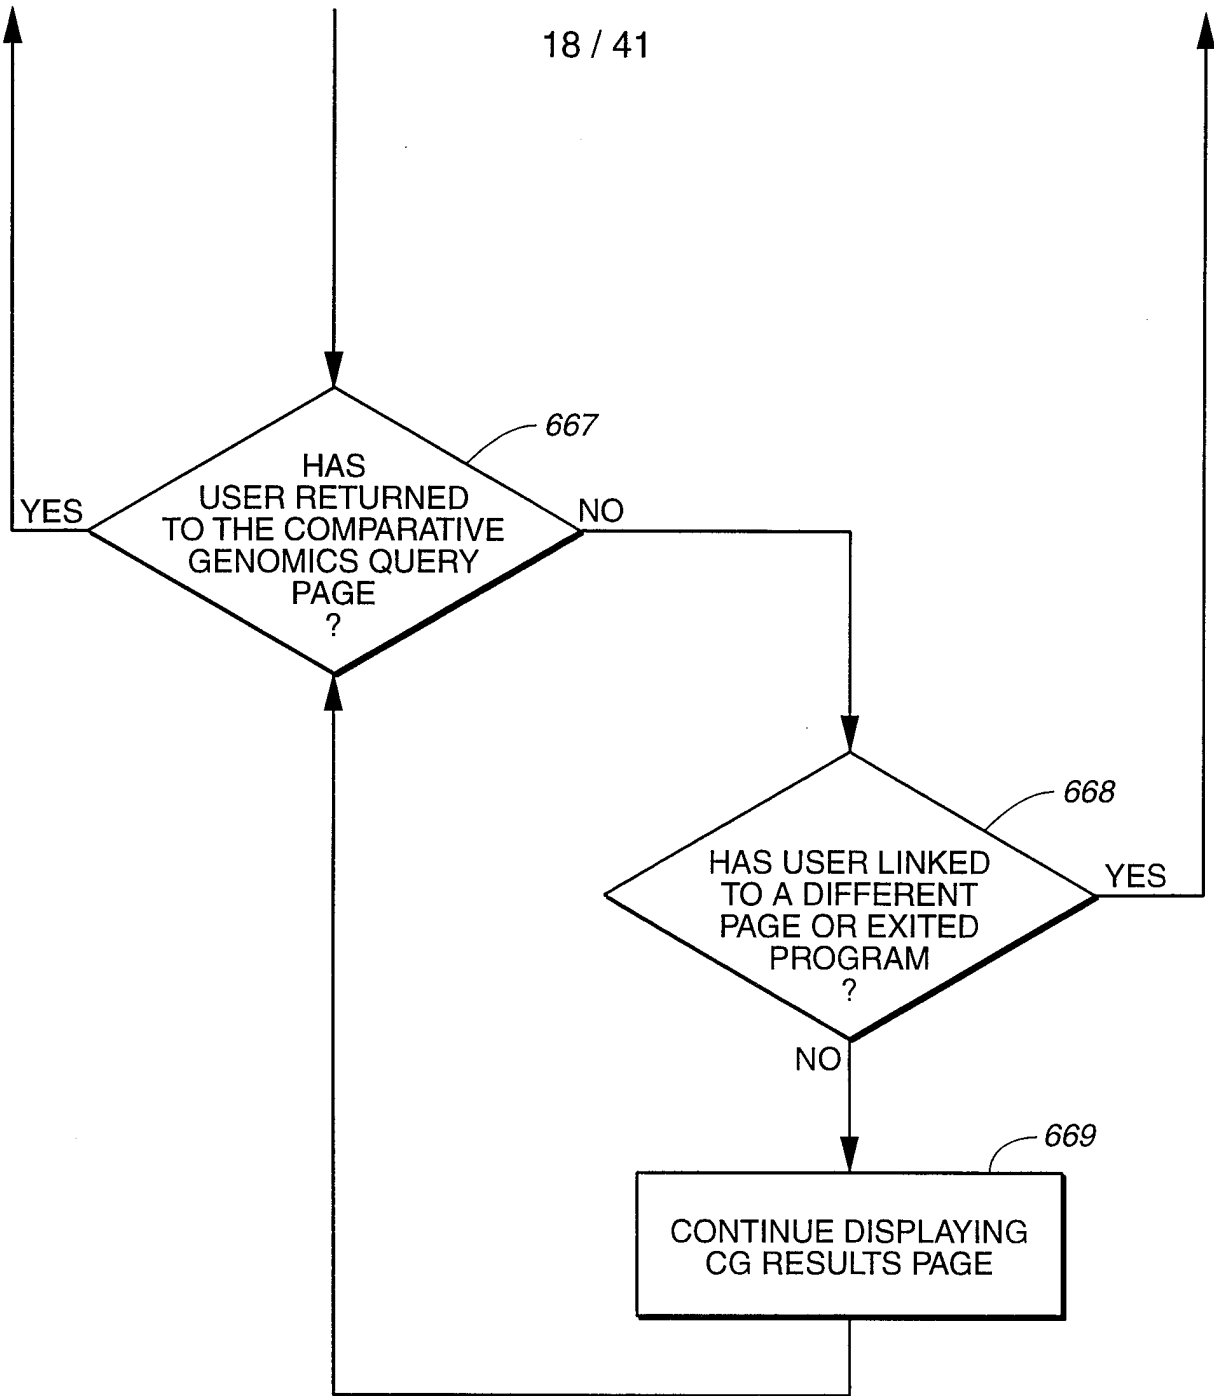 18 / 41
667
HAS
USER RETURNED
TO THE COMPARATIVE
GENOMICS QUERY
PAGE
?
YES
NO
668
HAS USER LINKED
TO A DIFFERENT
PAGE OR EXITED
PROGRAM
?
YES
NO
669
CONTINUE DISPLAYING
CG RESULTS PAGE